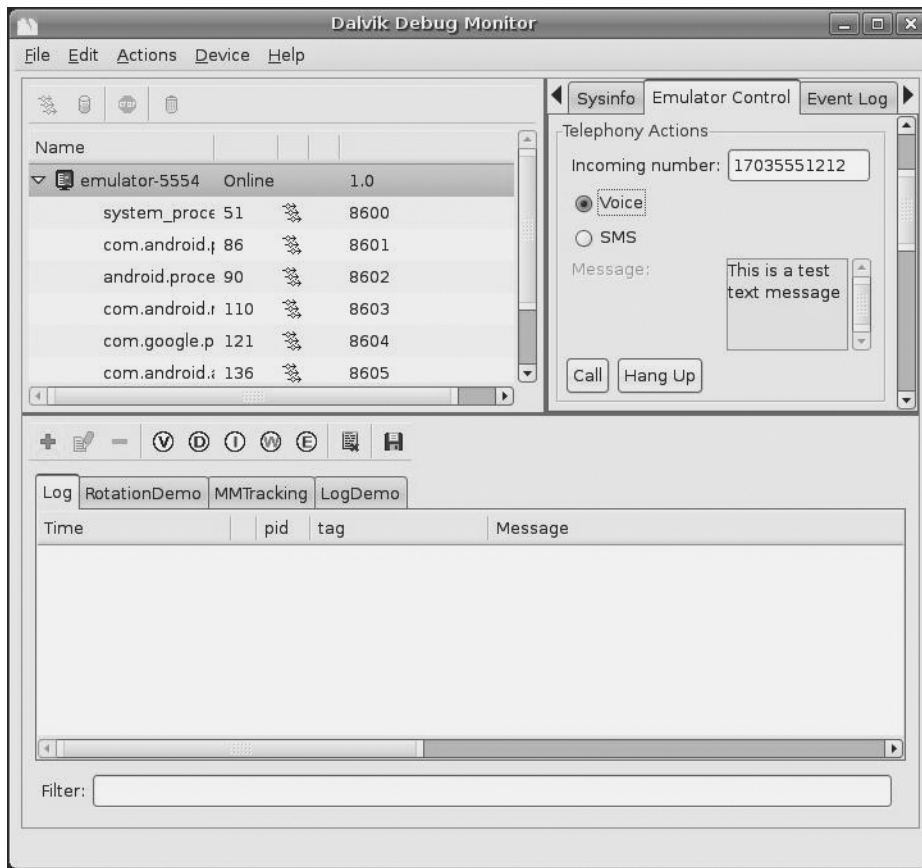 Dalvik Debug Monitor
File Edit Actions Device Help
Name
emulator-5554 Online 1.0
system_proce 51 8600
com.android.p 86 8601
android.proce 90 8602
com.android.r 110 8603
com.google.p 121 8604
com.android.a 136 8605
Sysinfo Emulator Control Event Log
Telephony Actions
Incoming number: 17035551212
Voice
SMS
Message: This is a test
text message
Call Hang Up
V D I W E
Log RotationDemo MMTracking LogDemo
Time pid tag Message
Filter: